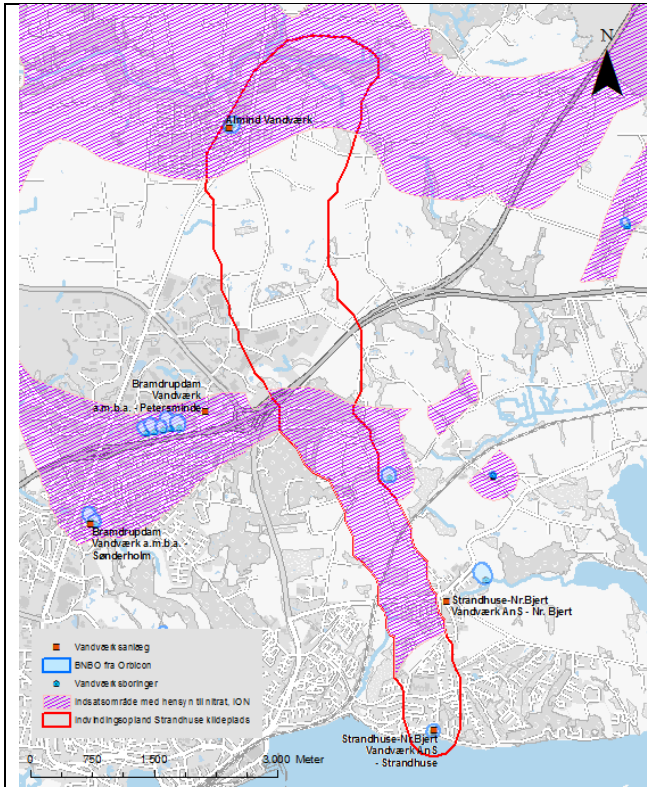 N
Almind Vandværk
Bramdrupdam
Vandværk
a.m.b.a. - Petersminde
Bramdrupdam
Vandværk a.m.b.a. -
Sønderholm
Strandhuse-Nr.Bjert
Vandværk AnS - Nr. Bjert
Strandhuse-Nr.Bjert
Vandværk AnS
- Strandhuse
Vandværksanlæg
BNBO fra Orbicon
Vandværksboringer
Indsatsområde med hensyn til nitrat, ION
Indvindingsopland Strandhuse kildeplads
0 750 1.500 3.000 Meter